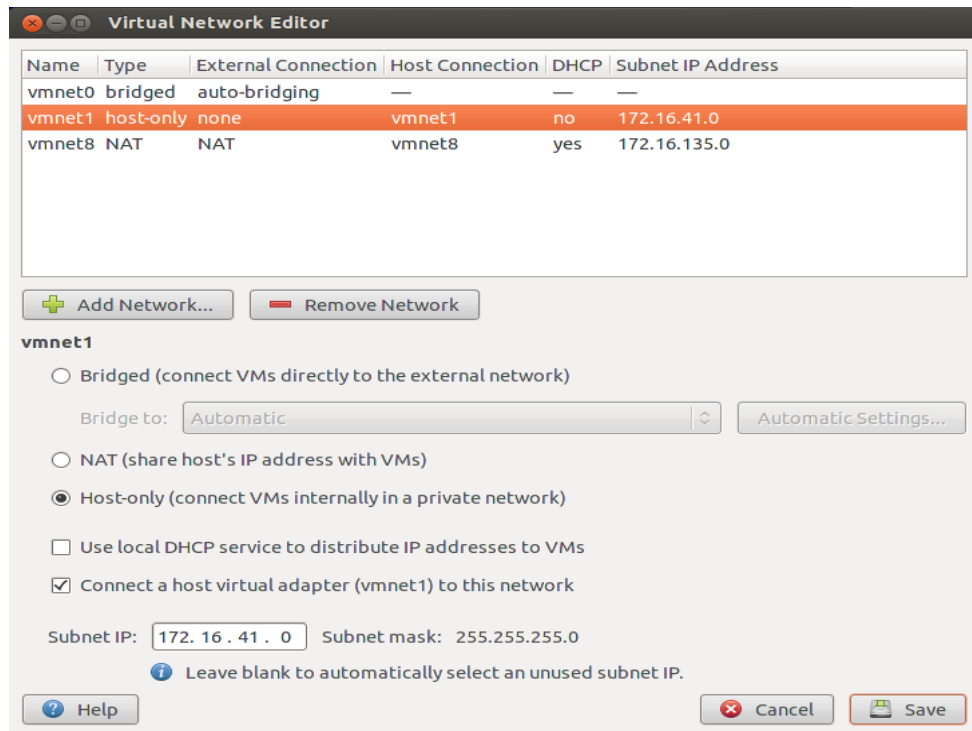 Virtual Network Editor
Name Type External Connection Host Connection DHCP Subnet IP Address
vmnet0 bridged auto-bridging — — —
vmnet1 host-only none vmnet1 no 172.16.41.0
vmnet8 NAT NAT vmnet8 yes 172.16.135.0
Add Network... Remove Network
vmnet1
Bridged (connect VMs directly to the external network)
Bridge to: Automatic Automatic Settings...
NAT (share host's IP address with VMs)
Host-only (connect VMs internally in a private network)
Use local DHCP service to distribute IP addresses to VMs
Connect a host virtual adapter (vmnet1) to this network
Subnet IP: 172. 16 . 41 . 0 Subnet mask: 255.255.255.0
Leave blank to automatically select an unused subnet IP.
Help Cancel Save